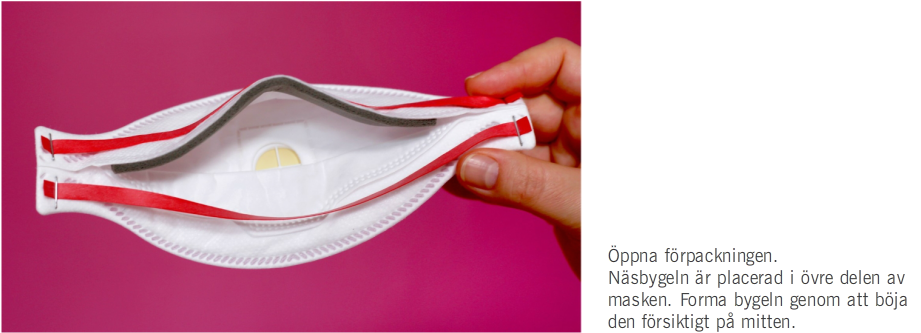 Öppna förpackningen.
Näsbygeln är placerad i övre delen av
masken. Forma bygeln genom att böja
den försiktigt på mitten.